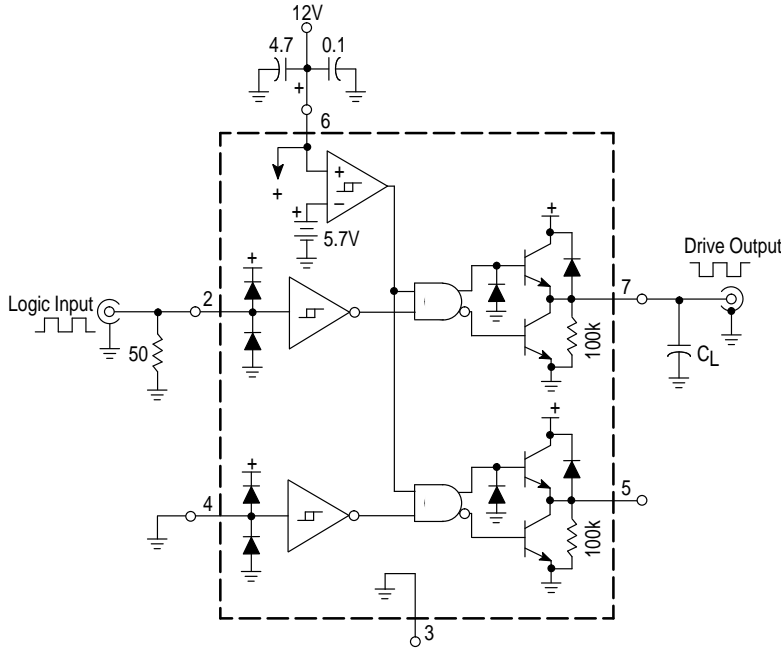 12V
4.7
0.1
+
6
+
+
−
+
5.7V
+
+
Drive Output
Logic Input
2
7
50
100k
CL
+
+
4
5
100k
3